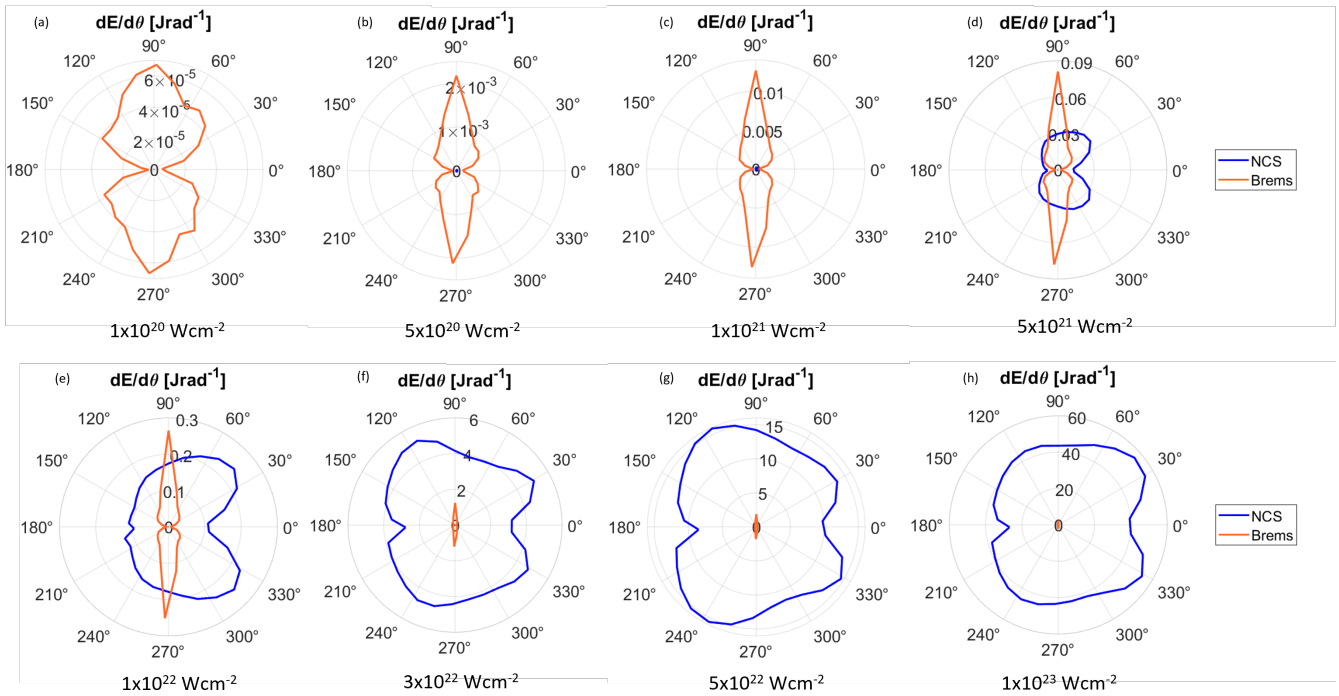 (a)
dE/dθ [Jrad⁻¹]
90°
120° 60°
6×10⁻⁵
150° 4×10⁻⁵ 30°
2×10⁻⁵
180° 0 0°
210° 330°
240° 300°
270°
1x10²⁰ Wcm⁻²
(b)
dE/dθ [Jrad⁻¹]
90°
120° 60°
2×10⁻³
150° 30°
1×10⁻³
180° 0 0°
210° 330°
240° 300°
270°
5x10²⁰ Wcm⁻²
(c)
dE/dθ [Jrad⁻¹]
90°
120° 60°
0.01
150° 30°
0.005
180° 0 0°
210° 330°
240° 300°
270°
1x10²¹ Wcm⁻²
(d)
dE/dθ [Jrad⁻¹]
90°
0.09
120° 60°
0.06
150° 30°
0.03
180° 0 0°
210° 330°
240° 300°
270°
5x10²¹ Wcm⁻²
NCS
Brems
(e)
dE/dθ [Jrad⁻¹]
90°
120° 0.3 60°
0.2
150° 30°
0.1
180° 0 0°
210° 330°
240° 300°
270°
1x10²² Wcm⁻²
(f)
dE/dθ [Jrad⁻¹]
90°
120° 6 60°
4
150° 30°
2
180° 0 0°
210° 330°
240° 300°
270°
3x10²² Wcm⁻²
(g)
dE/dθ [Jrad⁻¹]
90°
120° 60°
15
10
150° 30°
5
180° 0 0°
210° 330°
240° 300°
270°
5x10²² Wcm⁻²
(h)
dE/dθ [Jrad⁻¹]
90°
120° 60 60°
40
150° 30°
20
180° 0 0°
210° 330°
240° 300°
270°
1x10²³ Wcm⁻²
NCS
Brems